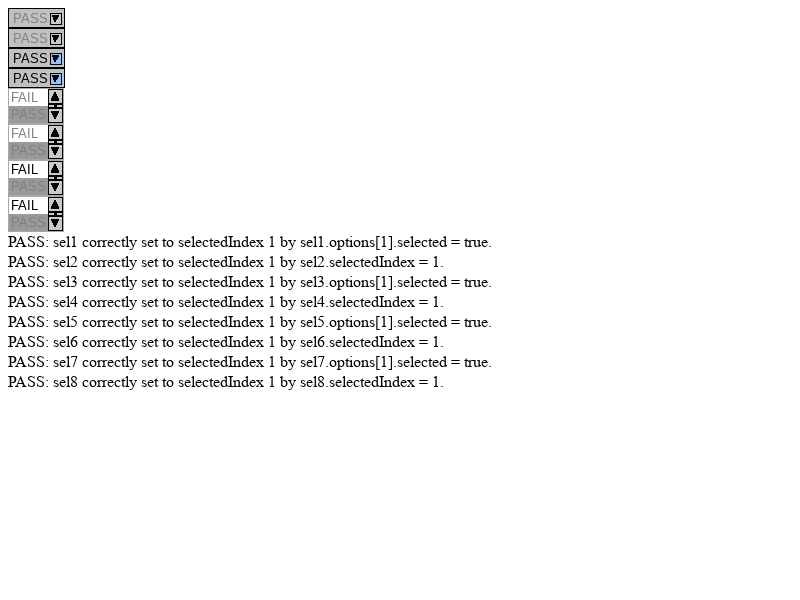 PASS
PASS
PASS
PASS
FAIL
PASS
FAIL
PASS
FAIL
PASS
FAIL
PASS
PASS: sel1 correctly set to selectedIndex 1 by sel1.options[1].selected = true.
PASS: sel2 correctly set to selectedIndex 1 by sel2.selectedIndex = 1.
PASS: sel3 correctly set to selectedIndex 1 by sel3.options[1].selected = true.
PASS: sel4 correctly set to selectedIndex 1 by sel4.selectedIndex = 1.
PASS: sel5 correctly set to selectedIndex 1 by sel5.options[1].selected = true.
PASS: sel6 correctly set to selectedIndex 1 by sel6.selectedIndex = 1.
PASS: sel7 correctly set to selectedIndex 1 by sel7.options[1].selected = true.
PASS: sel8 correctly set to selectedIndex 1 by sel8.selectedIndex = 1.